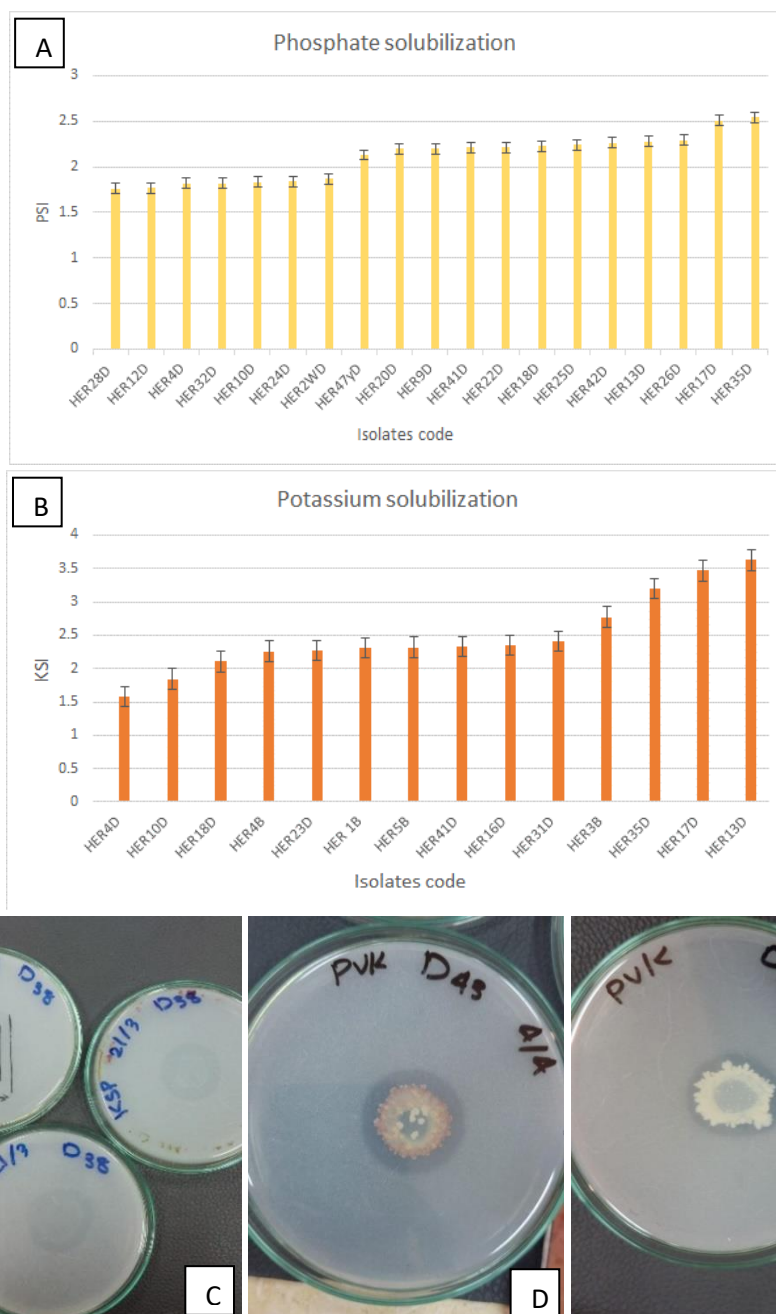 A
Phosphate solubilization
3
2.5
2
1.5
1
0.5
0
PSI
HER28D
HER12D
HER4D
HER32D
HER10D
HER24D
HER2WD
HER47yD
HER20D
HER9D
HER41D
HER22D
HER18D
HER25D
HER42D
HER13D
HER26D
HER17D
HER35D
Isolates code
B
Potassium solubilization
4
3.5
3
2.5
2
1.5
1
0.5
0
KSI
HER4D
HER10D
HER18D
HER4B
HER23D
HER 1B
HER5B
HER41D
HER16D
HER31D
HER3B
HER35D
HER17D
HER13D
Isolates code
D38
D38
KSP 21/3
D38
C
PVK D43
4/4
D
PVK